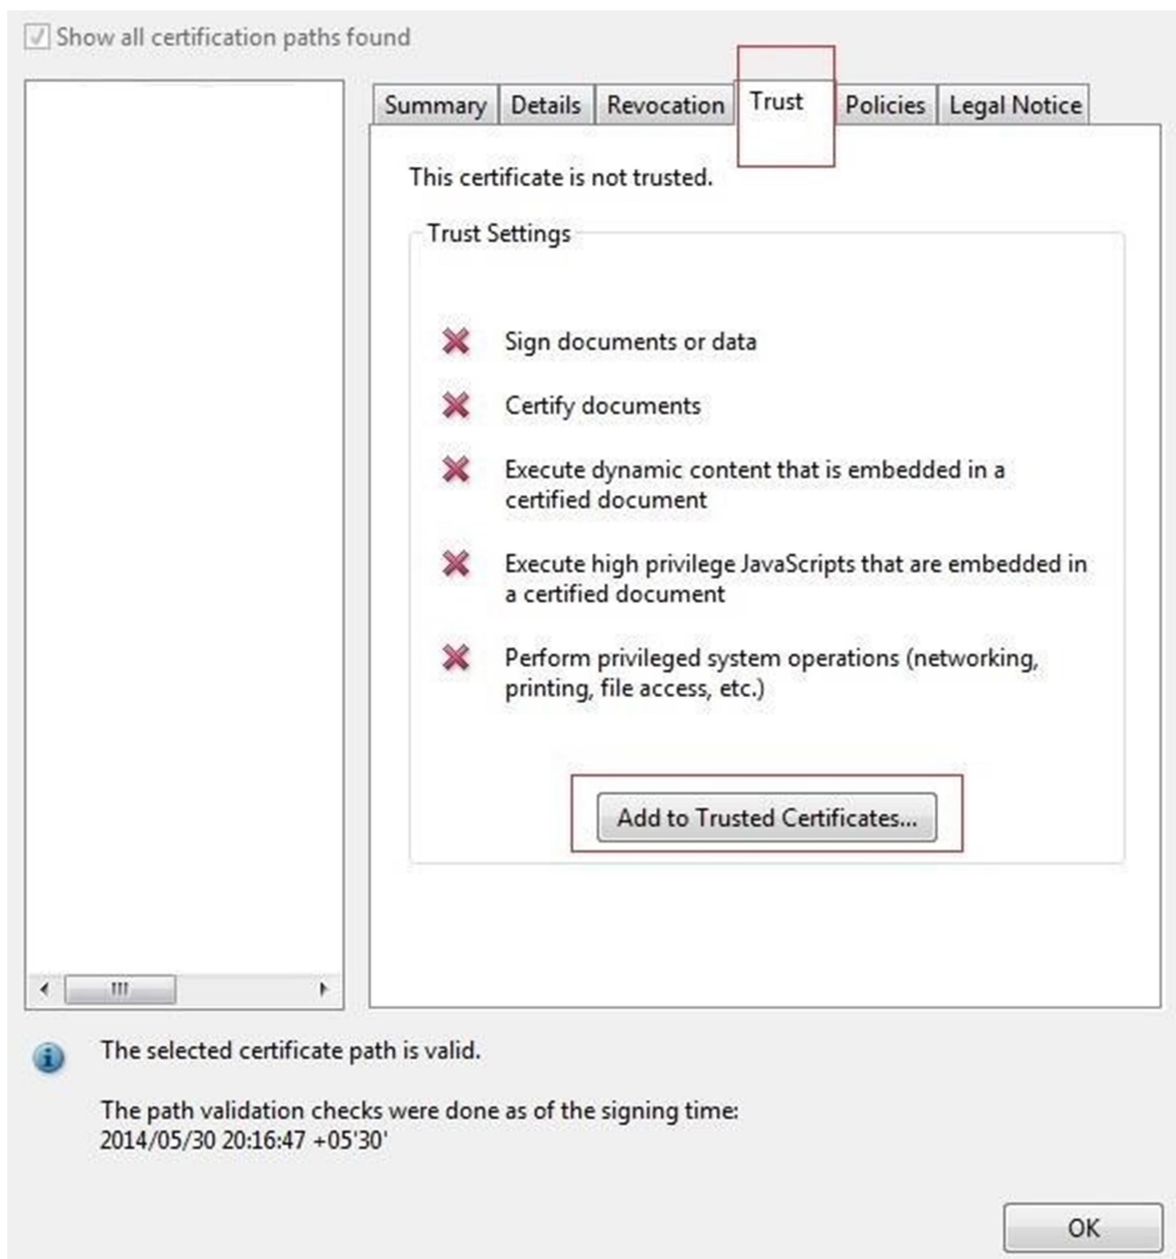 Show all certification paths found
Summary Details Revocation Trust Policies Legal Notice
This certificate is not trusted.
Trust Settings
Sign documents or data
Certify documents
Execute dynamic content that is embedded in a
certified document
Execute high privilege JavaScripts that are embedded in
a certified document
Perform privileged system operations (networking,
printing, file access, etc.)
Add to Trusted Certificates...
The selected certificate path is valid.
The path validation checks were done as of the signing time:
2014/05/30 20:16:47 +05'30'
OK